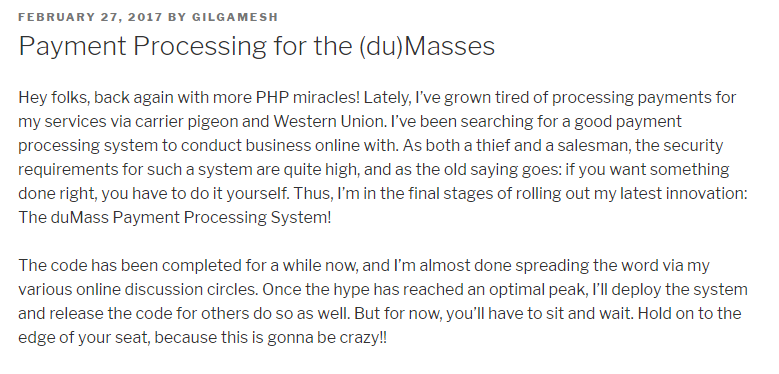 FEBRUARY 27, 2017 BY GILGAMESH
Payment Processing for the (du)Masses
Hey folks, back again with more PHP miracles! Lately, I've grown tired of processing payments for
my services via carrier pigeon and Western Union. I've been searching for a good payment
processing system to conduct business online with. As both a thief and a salesman, the security
requirements for such a system are quite high, and as the old saying goes: if you want something
done right, you have to do it yourself. Thus, I'm in the final stages of rolling out my latest innovation:
The duMass Payment Processing System!
The code has been completed for a while now, and I'm almost done spreading the word via my
various online discussion circles. Once the hype has reached an optimal peak, I'll deploy the system
and release the code for others do so as well. But for now, you'll have to sit and wait. Hold on to the
edge of your seat, because this is gonna be crazy!!